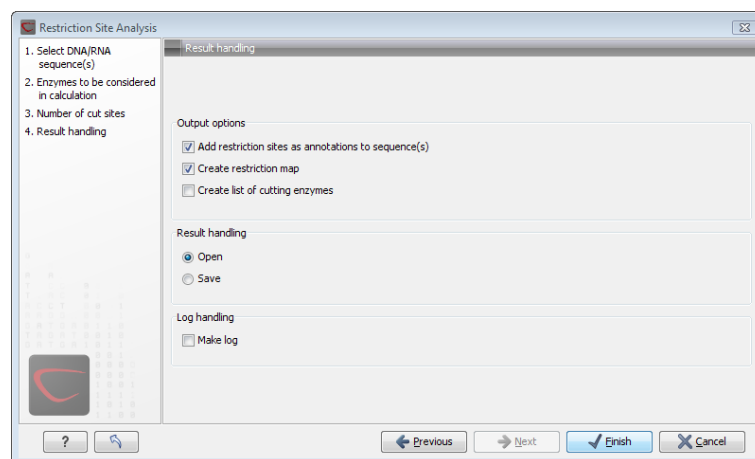 Restriction Site Analysis
1. Select DNA/RNA
sequence(s)
2. Enzymes to be considered
in calculation
3. Number of cut sites
4. Result handling
Result handling
Output options
Add restriction sites as annotations to sequence(s)
Create restriction map
Create list of cutting enzymes
Result handling
Open
Save
Log handling
Make log
? Previous Next Finish Cancel